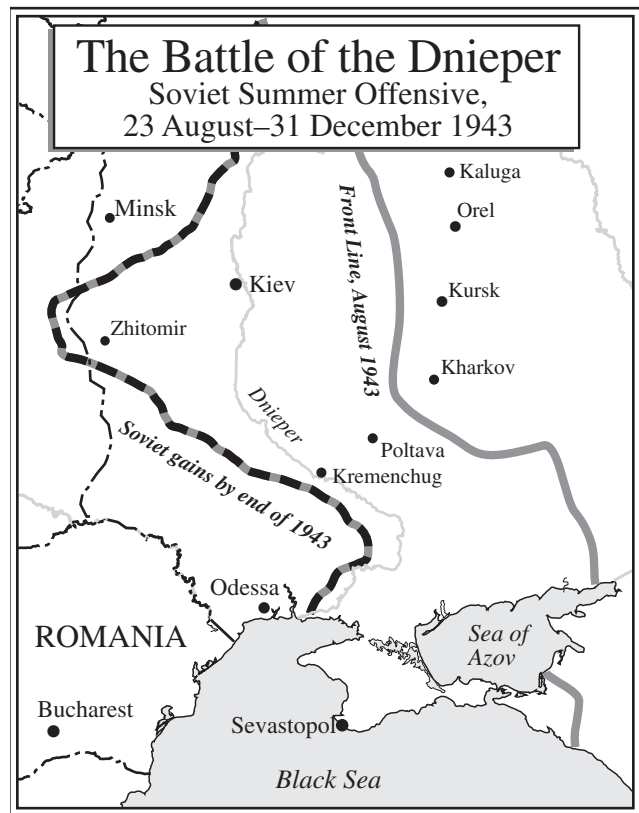 The Battle of the Dnieper
Soviet Summer Offensive,
23 August–31 December 1943
Kaluga
Minsk
Orel
Front Line, August 1943
Kiev
Kursk
Zhitomir
Kharkov
Dnieper
Poltava
Kremenchug
Soviet gains by end of 1943
Odessa
ROMANIA
Sea of
Azov
Bucharest
Sevastopol
Black Sea